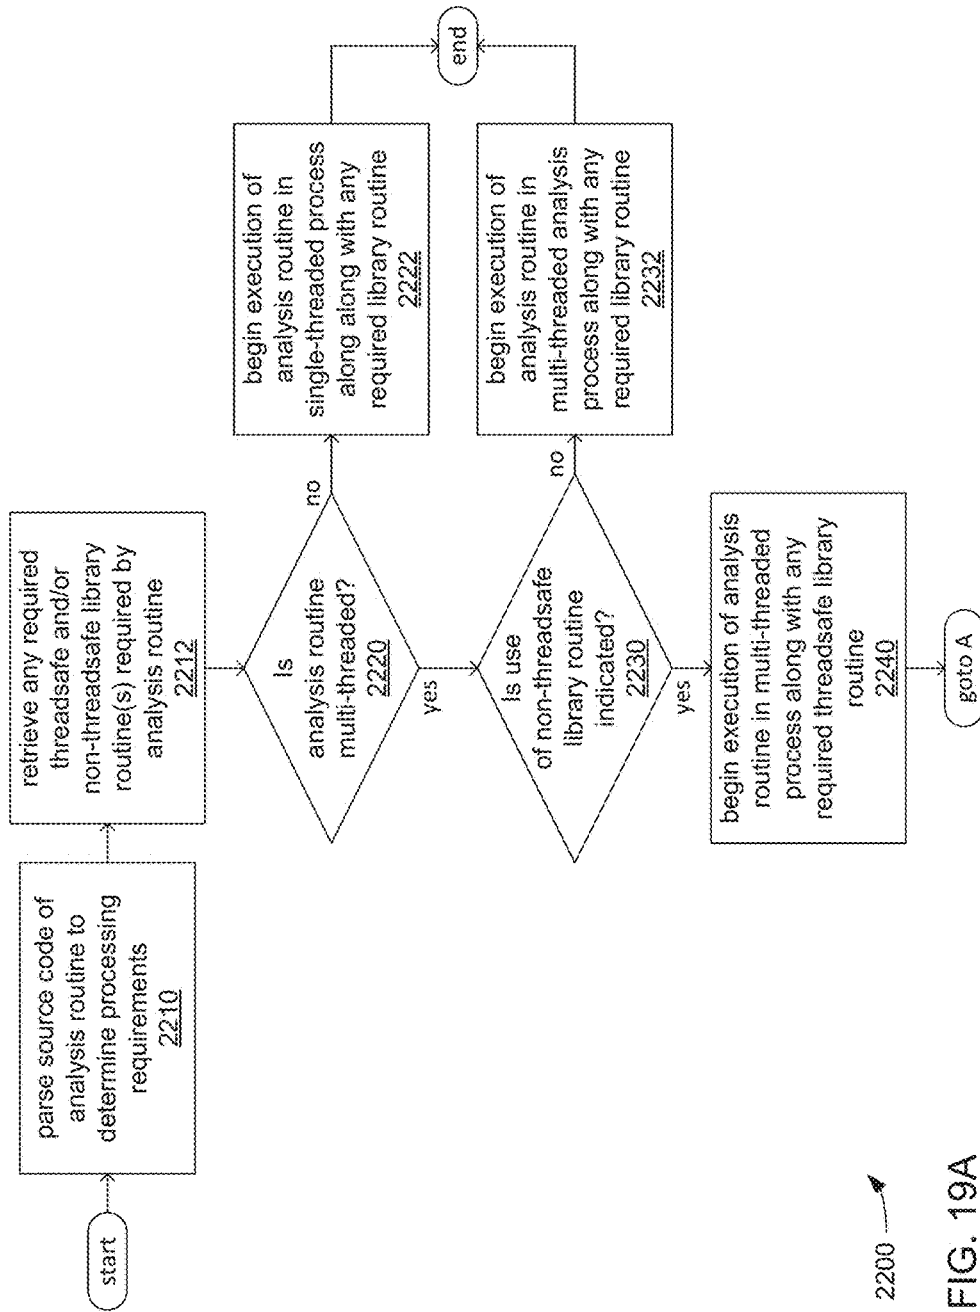 start
parse source code of
analysis routine to
determine processing
requirements
2210
retrieve any required
threadsafe and/or
non-threadsafe library
routine(s) required by
analysis routine
2212
Is
analysis routine
multi-threaded?
2220
no
begin execution of
analysis routine in
single-threaded process
along along with any
required library routine
2222
yes
Is use
of non-threadsafe
library routine
indicated?
2230
no
begin execution of
analysis routine in
multi-threaded analysis
process along with any
required library routine
2232
end
yes
begin execution of analysis
routine in multi-threaded
process along with any
required threadsafe library
routine
2240
goto A
2200
FIG. 19A